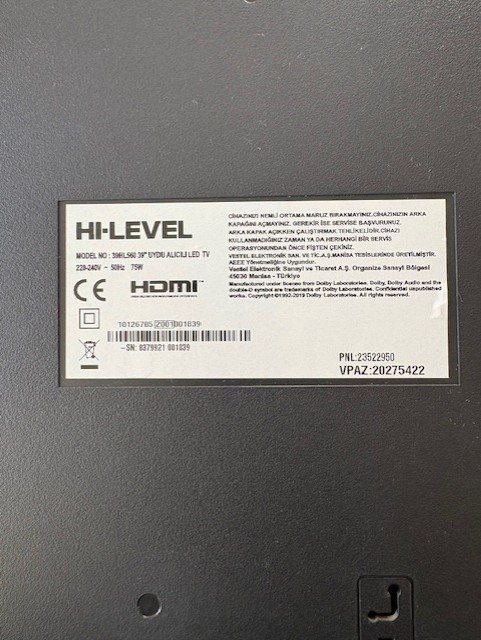 HI-LEVEL
MODEL NO : 39HL560 39" UYDU ALICILI LED TV
220-240V ~ 50Hz 75W
CE HDMI
10126765 2001 001839
-SN: 8379921 001839
CİHAZINIZI NEMLİ ORTAMA MARUZ BIRAKMAYINIZ,CİHAZINIZIN ARKA
KAPAĞINI AÇMAYINIZ. GEREKİR İSE SERVİSE BAŞVURUNUZ.
ARKA KAPAK AÇIKKEN ÇALIŞTIRMAK TEHLİKELİDİR.CİHAZI
KULLANMADIĞINIZ ZAMAN YA DA HERHANGİ BİR SERVİS
OPERASYONUNDAN ÖNCE FİŞTEN ÇEKİNİZ.
VESTEL ELEKTRONİK SAN. VE TİC.A.Ş. MANİSA TESİSLERİNDE ÜRETİLMİŞTİR.
AEEE Yönetmeliğine Uygundur.
Vestel Elektronik Sanayi ve Ticaret A.Ş. Organize Sanayi Bölgesi
45030 Manisa - Türkiye
Manufactured under license from Dolby Laboratories. Dolby, Dolby Audio and the
double-D symbol are trademarks of Dolby Laboratories. Confidential unpublished
works. Copyright ©1992-2019 Dolby Laboratories. All rights reserved.
PNL:23522950
VPAZ:20275422